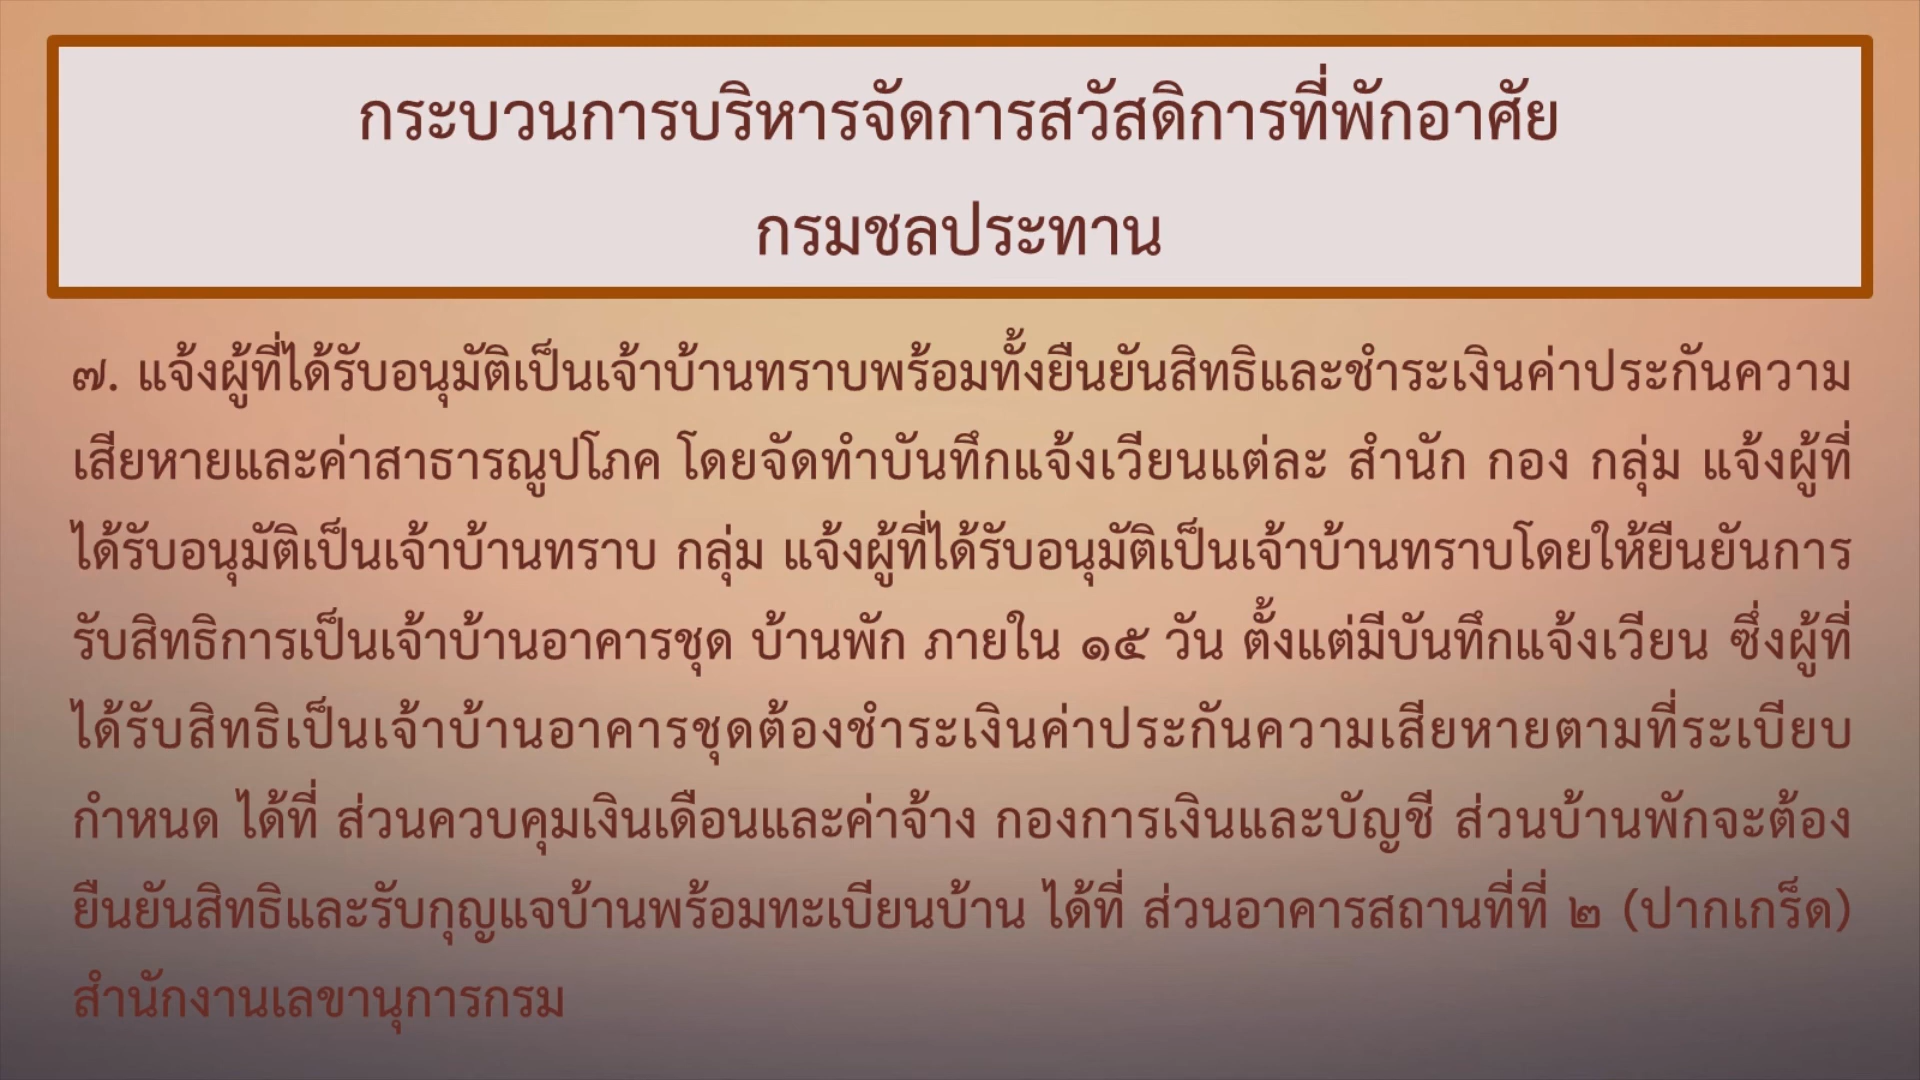 กระบวนการบริหารจัดการสวัสดิการที่พักอาศัย
กรมชลประทาน
๗. แจ้งผู้ที่ได้รับอนุมัติเป็นเจ้าบ้านทราบพร้อมทั้งยืนยันสิทธิและชำระเงินค่าประกันความ
เสียหายและค่าสาธารณูปโภค โดยจัดทำบันทึกแจ้งเวียนแต่ละ สำนัก กอง กลุ่ม แจ้งผู้ที่
ได้รับอนุมัติเป็นเจ้าบ้านทราบ กลุ่ม แจ้งผู้ที่ได้รับอนุมัติเป็นเจ้าบ้านทราบโดยให้ยืนยันการ
รับสิทธิการเป็นเจ้าบ้านอาคารชุด บ้านพัก ภายใน ๑๕ วัน ตั้งแต่มีบันทึกแจ้งเวียน ซึ่งผู้ที่
ได้รับสิทธิเป็นเจ้าบ้านอาคารชุดต้องชำระเงินค่าประกันความเสียหายตามที่ระเบียบ
กำหนด ได้ที่ ส่วนควบคุมเงินเดือนและค่าจ้าง กองการเงินและบัญชี ส่วนบ้านพักจะต้อง
ยืนยันสิทธิและรับกุญแจบ้านพร้อมทะเบียนบ้าน ได้ที่ ส่วนอาคารสถานที่ที่ ๒ (ปากเกร็ด)
สำนักงานเลขานุการกรม